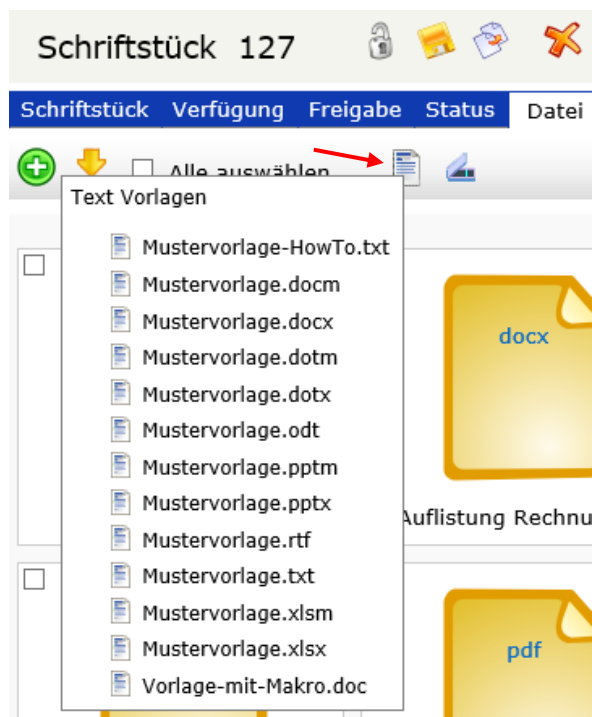 Schriftstück 127
Schriftstück Verfügung Freigabe Status Datei
Alle auswählen
Text Vorlagen
Mustervorlage-HowTo.txt
Mustervorlage.docm
Mustervorlage.docx
Mustervorlage.dotm
Mustervorlage.dotx
Mustervorlage.odt
Mustervorlage.pptm
Mustervorlage.pptx
Mustervorlage.rtf
Mustervorlage.txt
Mustervorlage.xlsm
Mustervorlage.xlsx
Vorlage-mit-Makro.doc
docx
Auflistung Rechnu
pdf